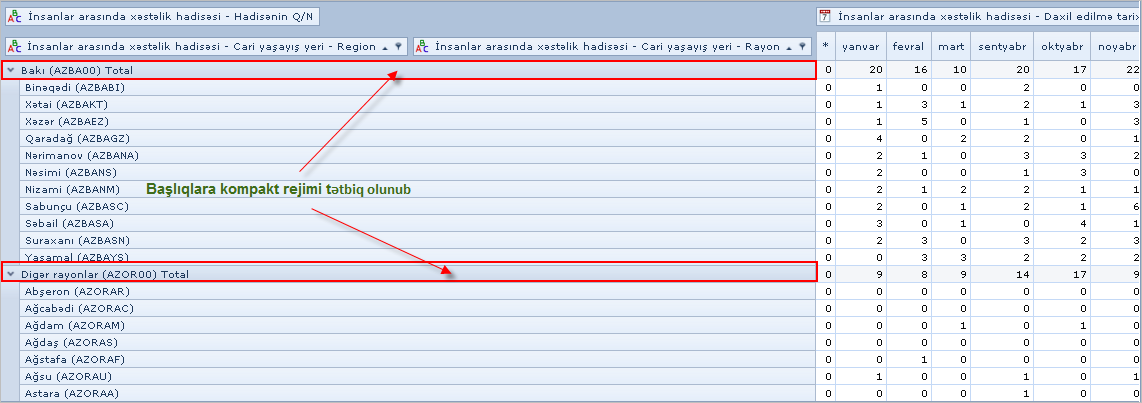 ABC İnsanlar arasında xəstəlik hadisəsi - Hadisənin Q/N
7 İnsanlar arasında xəstəlik hadisəsi - Daxil edilmə tarix
ABC İnsanlar arasında xəstəlik hadisəsi - Cari yaşayış yeri - Region ABC İnsanlar arasında xəstəlik hadisəsi - Cari yaşayış yeri - Rayon * yanvar fevral mart sentyabr oktyabr noyabr
Bakı (AZBA00) Total 0 20 16 10 20 17 22
Binəqədi (AZBABI) 0 1 0 0 2 0 0
Xətai (AZBAKT) 0 1 3 1 2 1 3
Xəzər (AZBAEZ) 0 1 5 0 1 0 3
Qaradağ (AZBAGZ) 0 4 0 2 2 0 1
Nərimanov (AZBANA) 0 2 1 0 3 3 2
Nəsimi (AZBANS) 0 2 0 0 1 3 0
Nizami (AZBANM) 0 2 1 2 2 1 1
Başlıqlara kompakt rejimi tətbiq olunub
Sabunçu (AZBASC) 0 2 0 1 2 1 6
Səbail (AZBASA) 0 3 0 1 0 4 1
Suraxanı (AZBASN) 0 2 3 0 3 2 3
Yasamal (AZBAYS) 0 0 3 3 2 2 2
Digər rayonlar (AZOR00) Total 0 9 8 9 14 17 9
Abşeron (AZORAR) 0 0 0 0 0 0 0
Ağcabədi (AZORAC) 0 0 0 0 0 0 0
Ağdam (AZORAM) 0 0 0 1 0 1 0
Ağdaş (AZORAS) 0 0 0 0 0 0 0
Ağstafa (AZORAF) 0 0 1 0 0 0 0
Ağsu (AZORAU) 0 1 0 0 1 0 1
Astara (AZORAA) 0 0 0 0 1 0 0